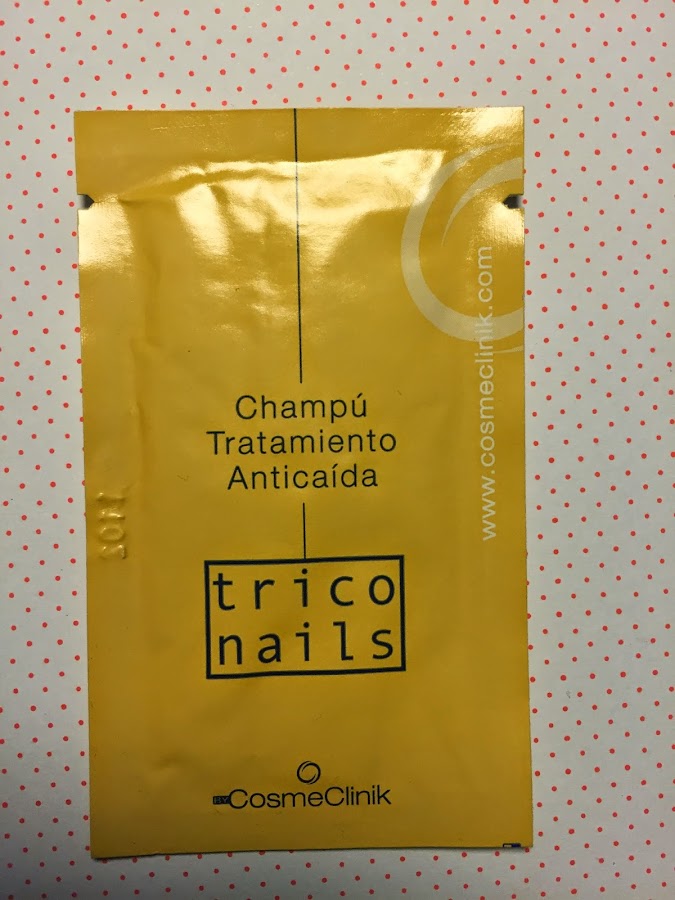 Champú
Tratamiento
Anticaída
trico
nails
CosmeClinik
www.cosmeclinik.com